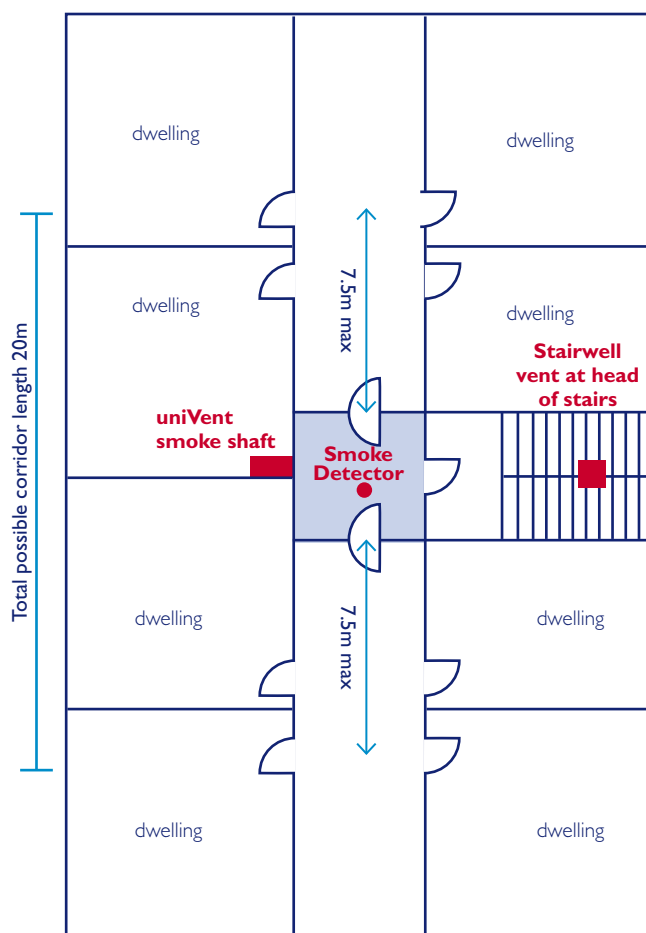 dwelling
dwelling
7.5m max
dwelling
dwelling
Total possible corridor length 20m
Stairwell
vent at head
of stairs
uniVent
smoke shaft
Smoke
Detector
7.5m max
dwelling
dwelling
dwelling
dwelling